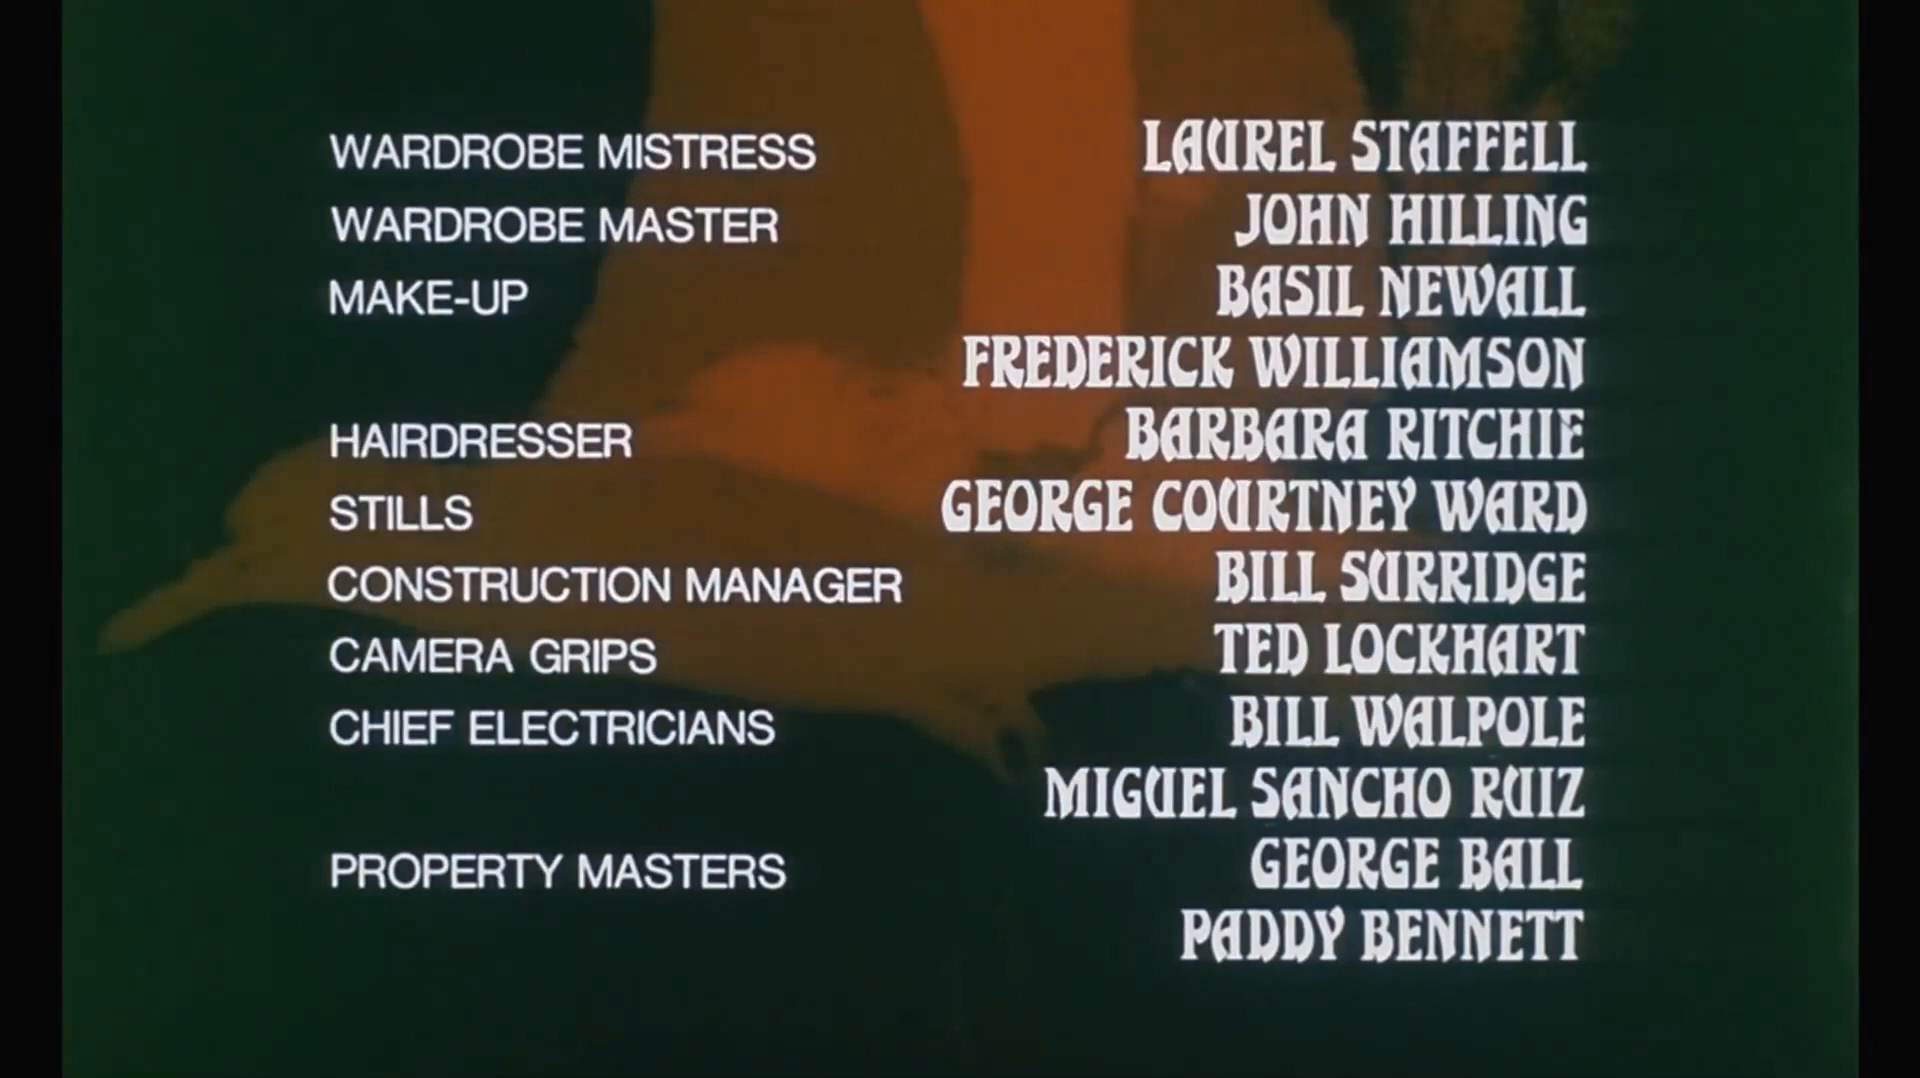 WARDROBE MISTRESS LAUREL STAFFELL
WARDROBE MASTER JOHN HILLING
MAKE-UP BASIL NEWALL
FREDERICK WILLIAMSON
HAIRDRESSER BARBARA RITCHIE
STILLS GEORGE COURTNEY WARD
CONSTRUCTION MANAGER BILL SURRIDGE
CAMERA GRIPS TED LOCKHART
CHIEF ELECTRICIANS BILL WALPOLE
MIGUEL SANCHO RUIZ
PROPERTY MASTERS GEORGE BALL
PADDY BENNETT